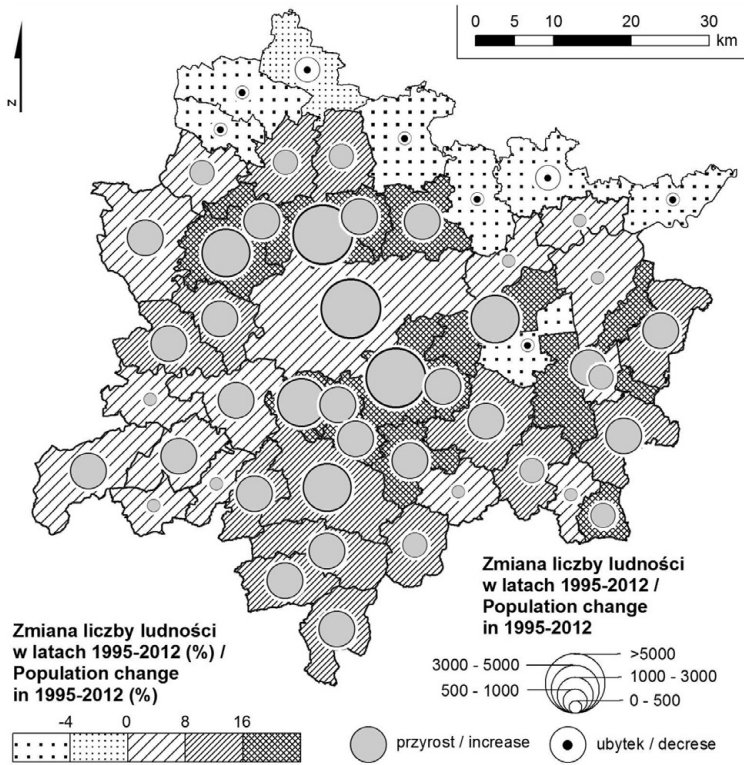 0 5 10 20 30
km
N
Zmiana liczby ludności
w latach 1995-2012 /
Population change
in 1995-2012
>5000
3000 - 5000
1000 - 3000
500 - 1000
0 - 500
Zmiana liczby ludności
w latach 1995-2012 (%) /
Population change
in 1995-2012 (%)
-4 0 8 16
przyrost / increase
ubytek / decrese